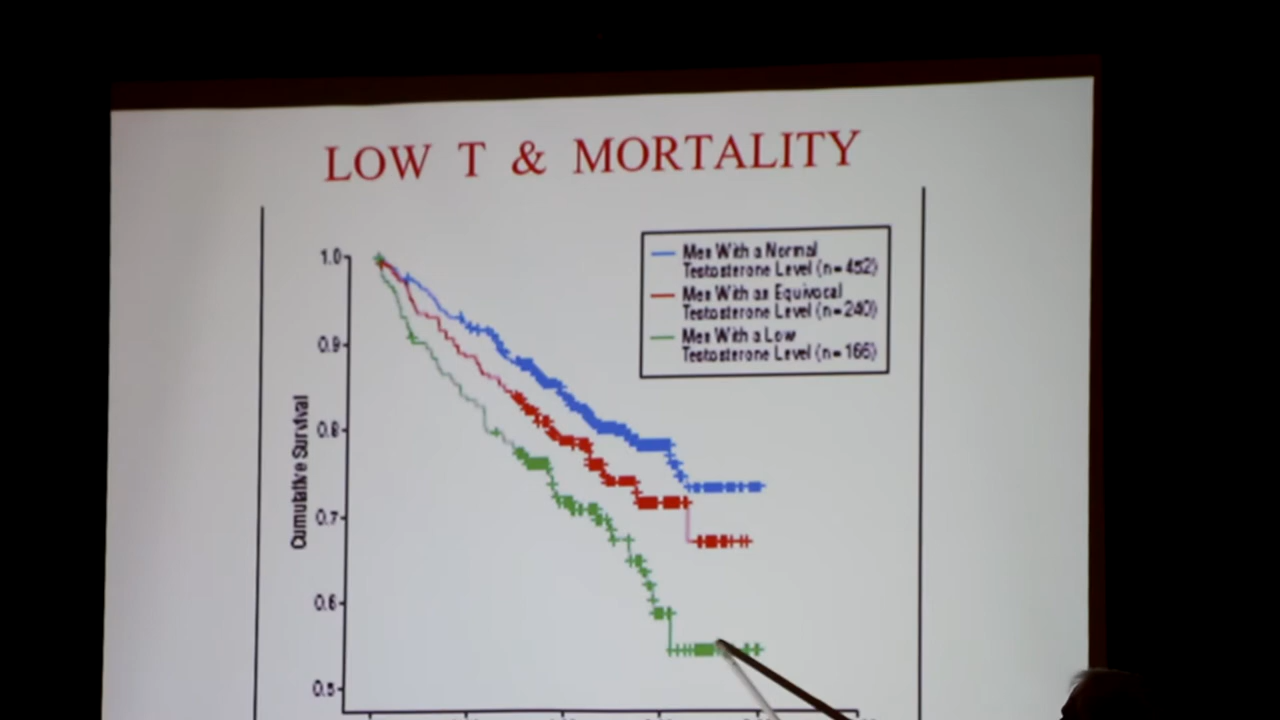 LOW T & MORTALITY
Men With a Normal
Testosterone Level (n=452)
Men With an Equivocal
Testosterone Level (n=240)
Men With a Low
Testosterone Level (n=166)
1.0
0.9
0.8
0.7
0.6
0.5
Cumulative Survival